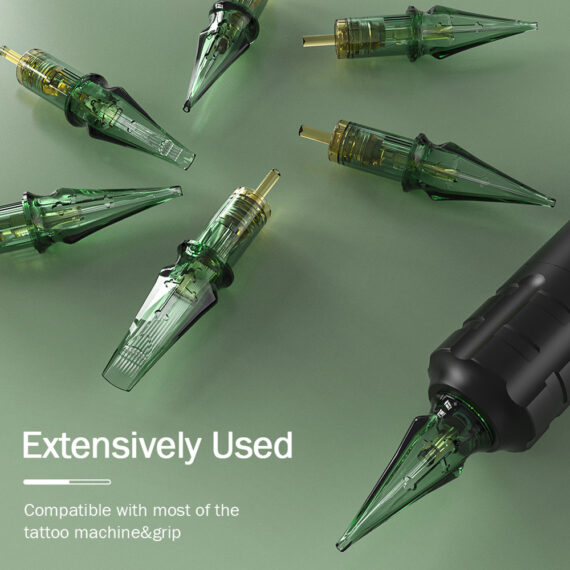 Extensively Used
Compatible with most of the
tattoo machine&grip